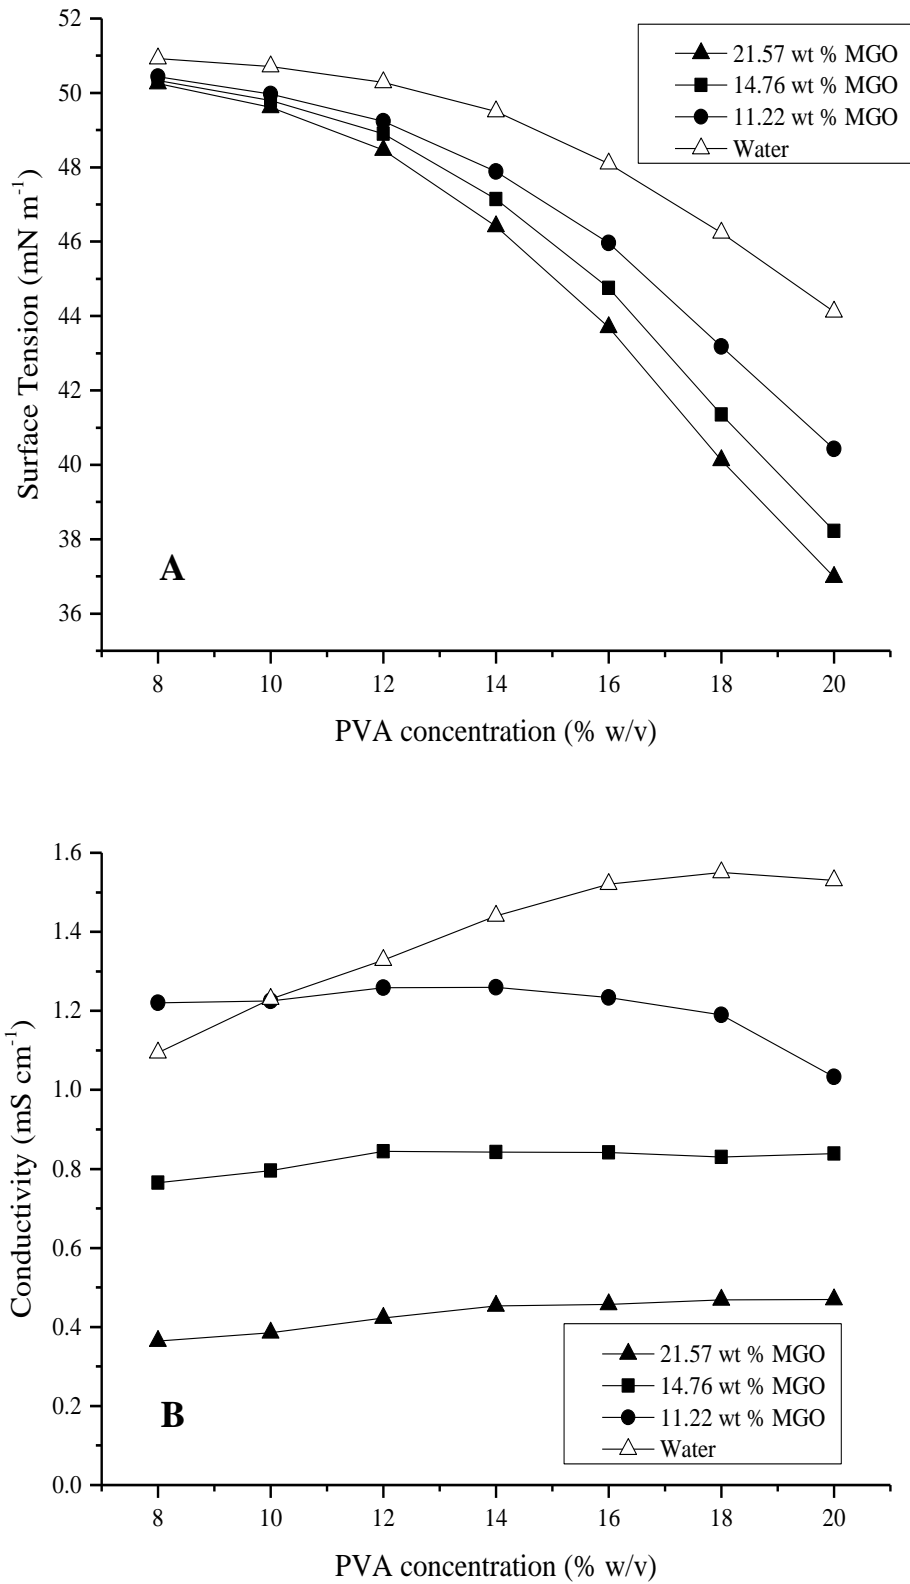 52
50
48
46
44
42
40
38
36
Surface Tension (mN m⁻¹)
21.57 wt % MGO
14.76 wt % MGO
11.22 wt % MGO
Water
A
8 10 12 14 16 18 20
PVA concentration (% w/v)
1.6
1.4
1.2
1.0
0.8
0.6
0.4
0.2
0.0
Conductivity (mS cm⁻¹)
21.57 wt % MGO
14.76 wt % MGO
11.22 wt % MGO
Water
B
8 10 12 14 16 18 20
PVA concentration (% w/v)